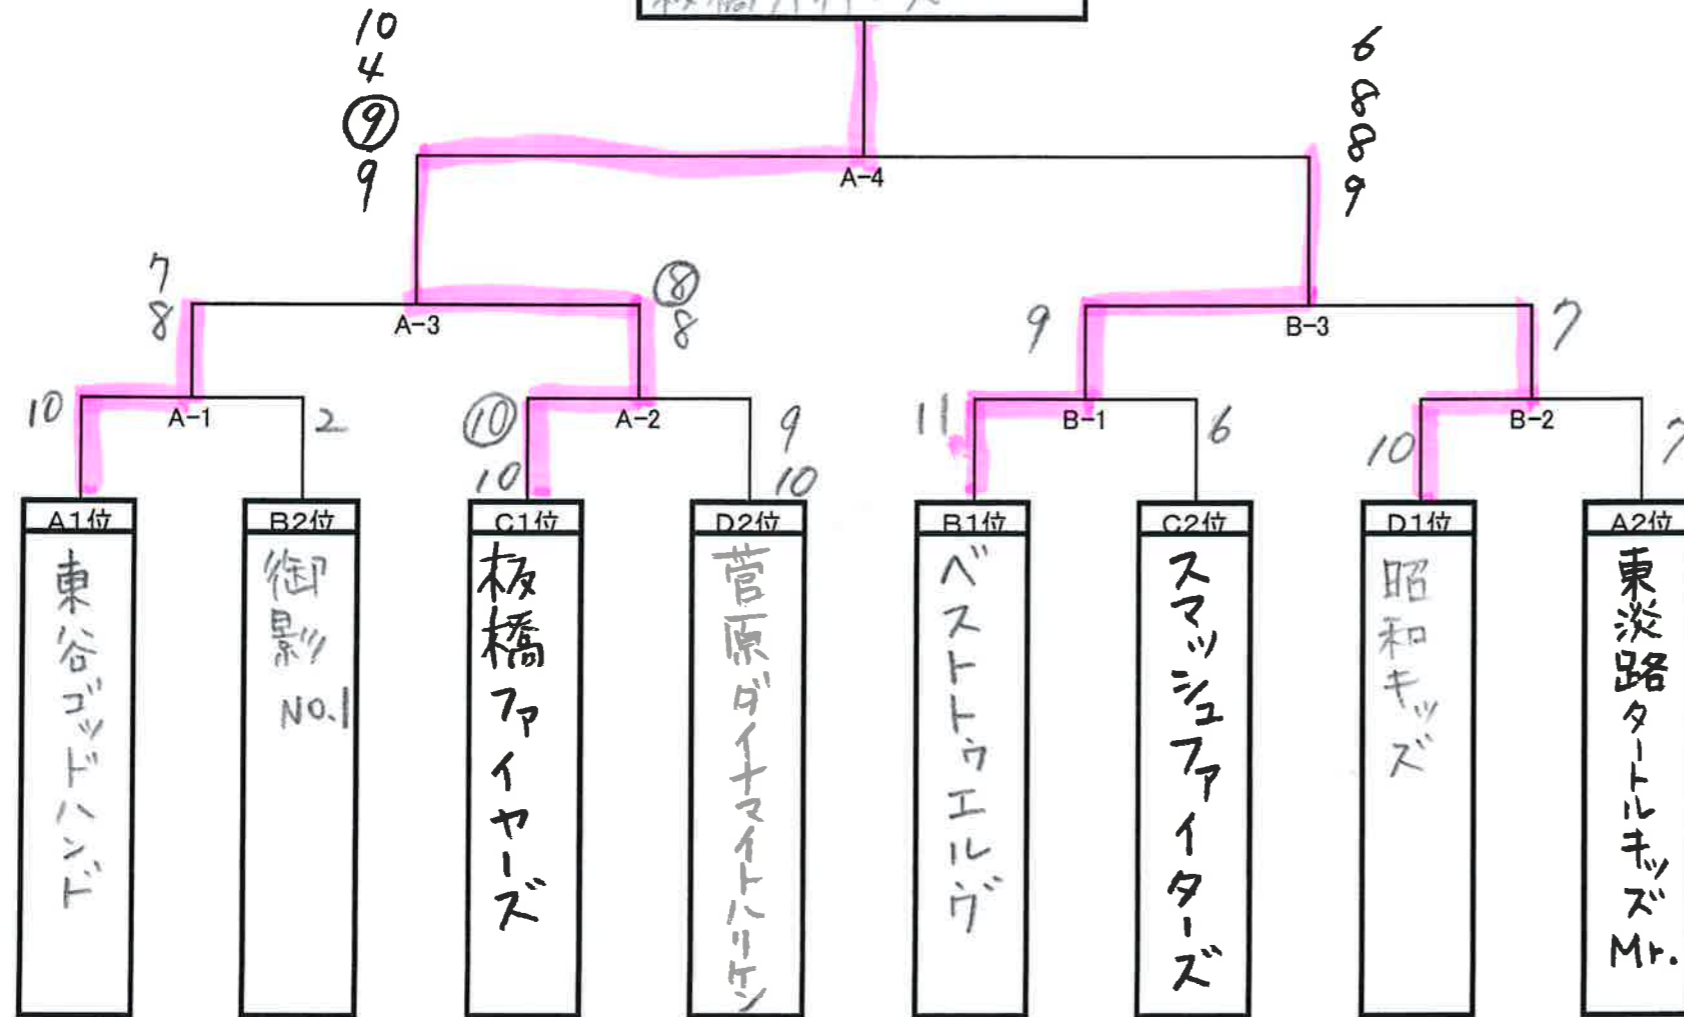 10
4
⑨
9
6
8
8
9
A-4
7
8
⑧
8
A-3
9
7
B-3
10
2
A-1
⑩
10
9
10
A-2
11
6
B-1
10
7
B-2
A1位
東谷ゴッドハンド
B2位
御影
NO.1
C1位
板橋ファイヤーズ
D2位
菅原ダイナマイトハリケン
B1位
ベストトゥエルヴ
C2位
スマッシュファイターズ
D1位
昭和キッズ
A2位
東淡路タートルキッズMr.